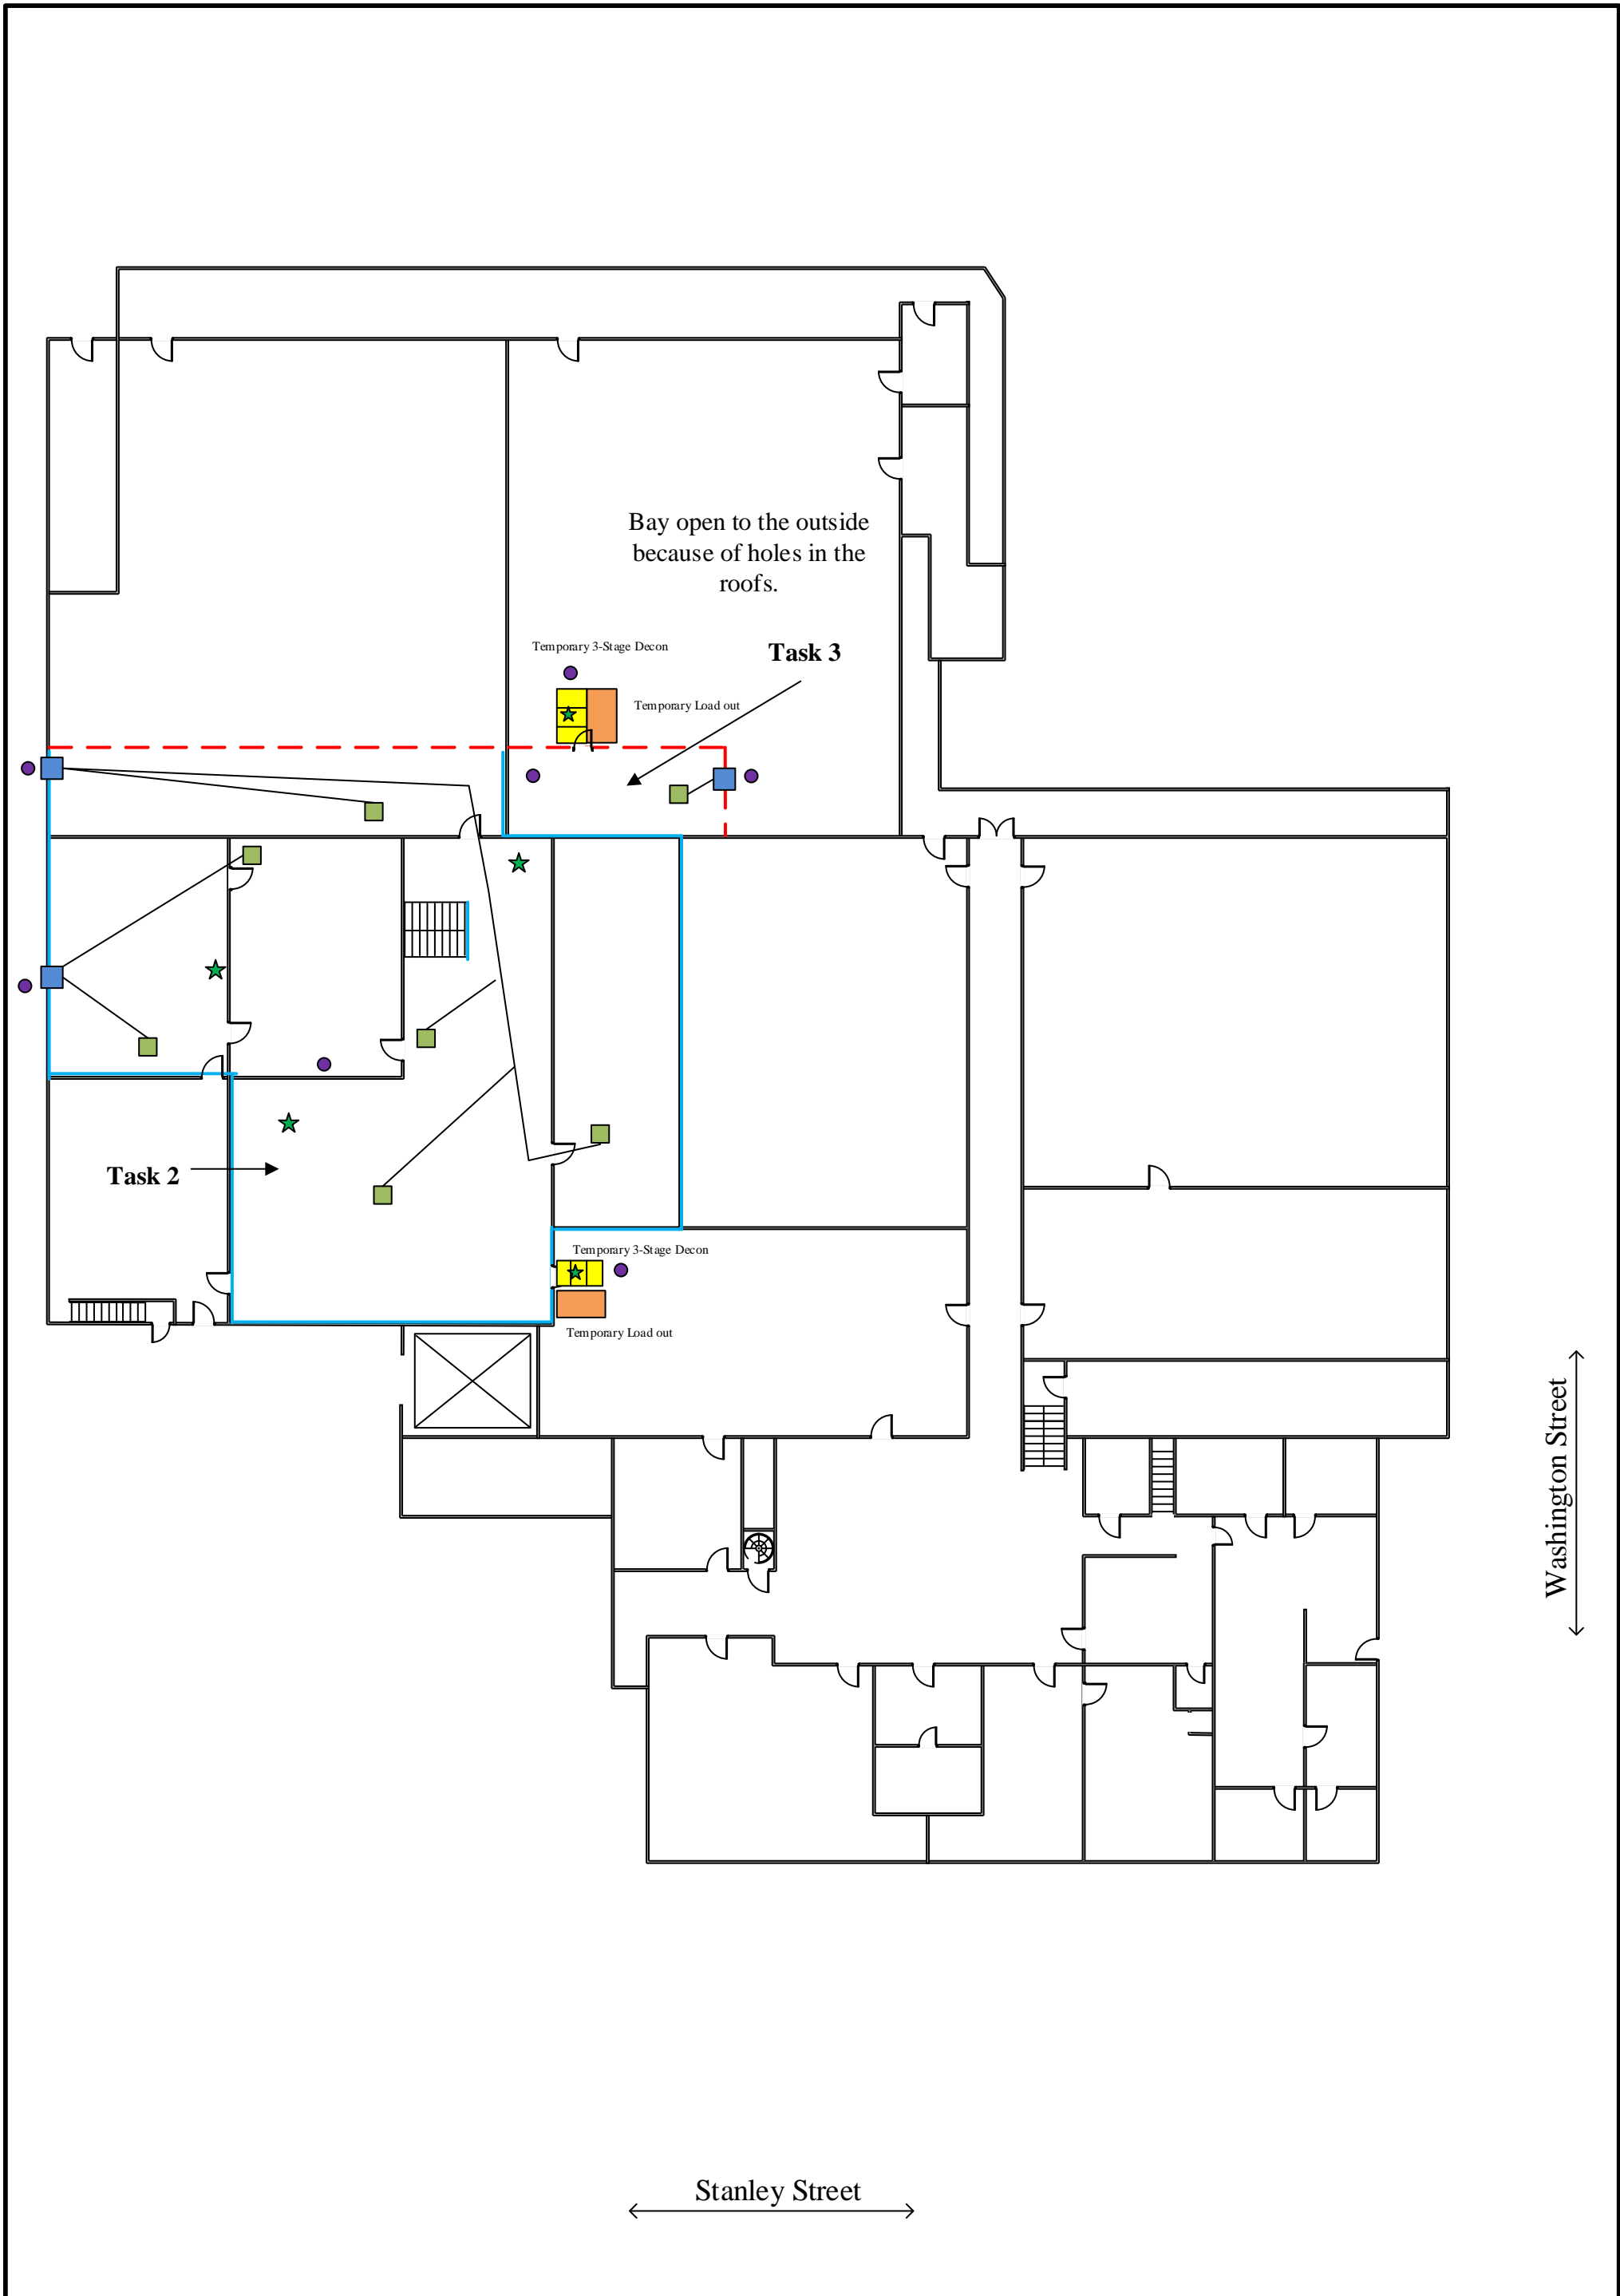 Bay open to the outside
because of holes in the
roofs.
Temporary 3-Stage Decon
Task 3
Temporary Load out
Task 2
Temporary 3-Stage Decon
Temporary Load out
Washington Street
Stanley Street